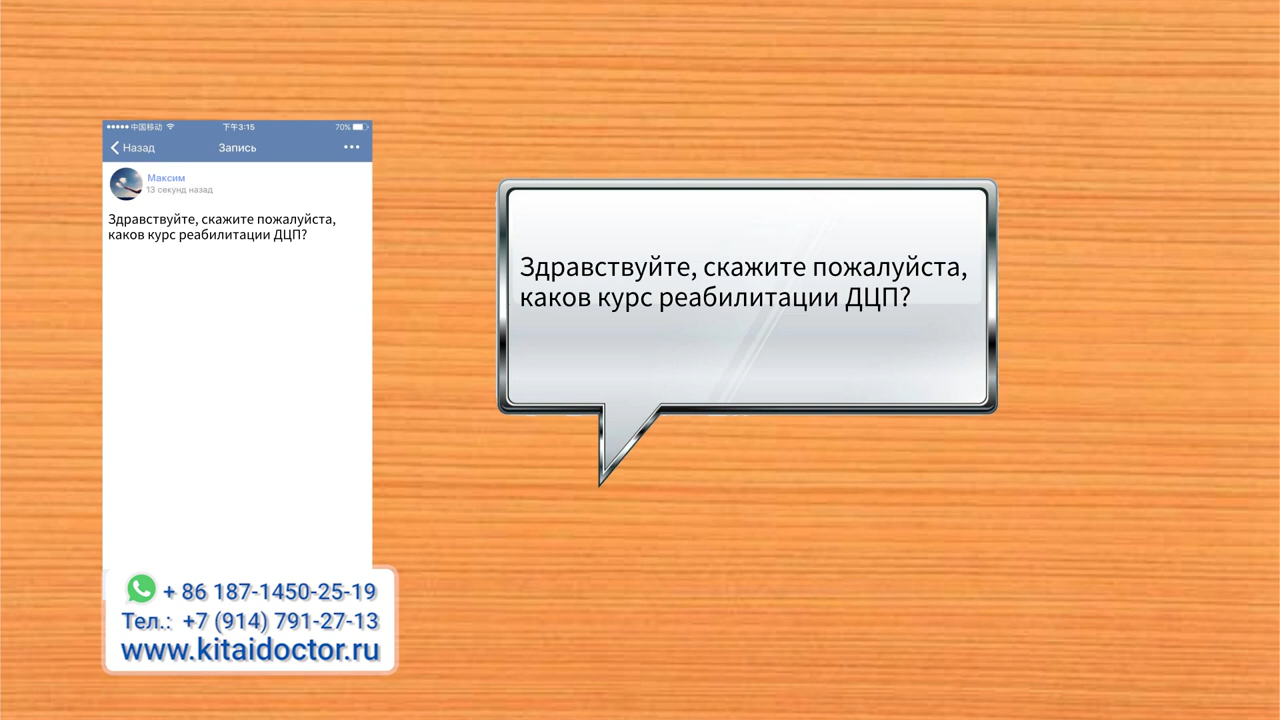 中国移动 下午3:15 70%
Назад Запись
Максим
13 секунд назад
Здравствуйте, скажите пожалуйста,
каков курс реабилитации ДЦП?
Здравствуйте, скажите пожалуйста,
каков курс реабилитации ДЦП?
+ 86 187-1450-25-19
Тел.: +7 (914) 791-27-13
www.kitaidoctor.ru